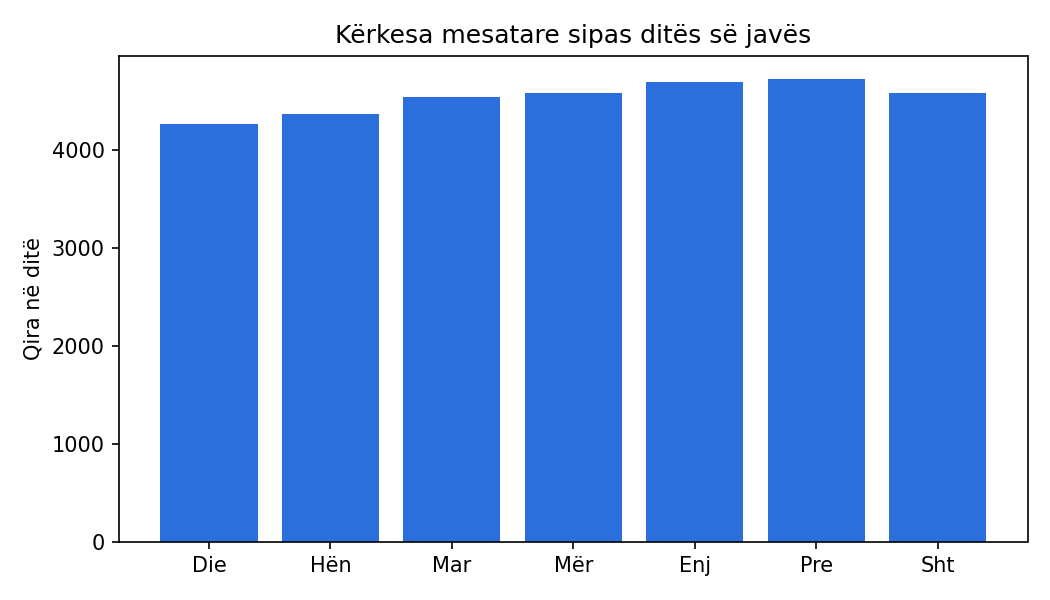 Kërkesa mesatare sipas ditës së javës
Qira në ditë
4000
3000
2000
1000
0
Die Hën Mar Mër Enj Pre Sht